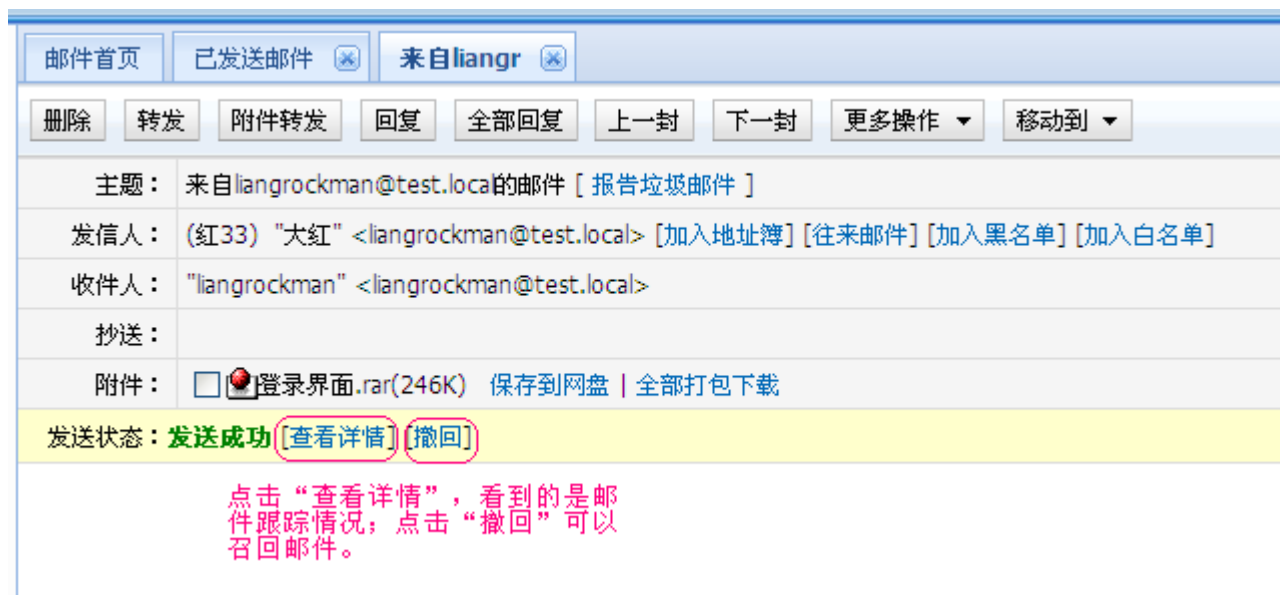 邮件首页 已发送邮件 来自liangr
删除 转发 附件转发 回复 全部回复 上一封 下一封 更多操作 移动到
主题： 来自liangrockman@test.local的邮件 [ 报告垃圾邮件 ]
发信人： (红33) "大红" <liangrockman@test.local> [加入地址簿] [往来邮件] [加入黑名单] [加入白名单]
收件人： "liangrockman" <liangrockman@test.local>
抄送：
附件： 登录界面.rar(246K) 保存到网盘 | 全部打包下载
发送状态：发送成功 [查看详情] [撤回]
点击“查看详情”，看到的是邮
件跟踪情况；点击“撤回”可以
召回邮件。